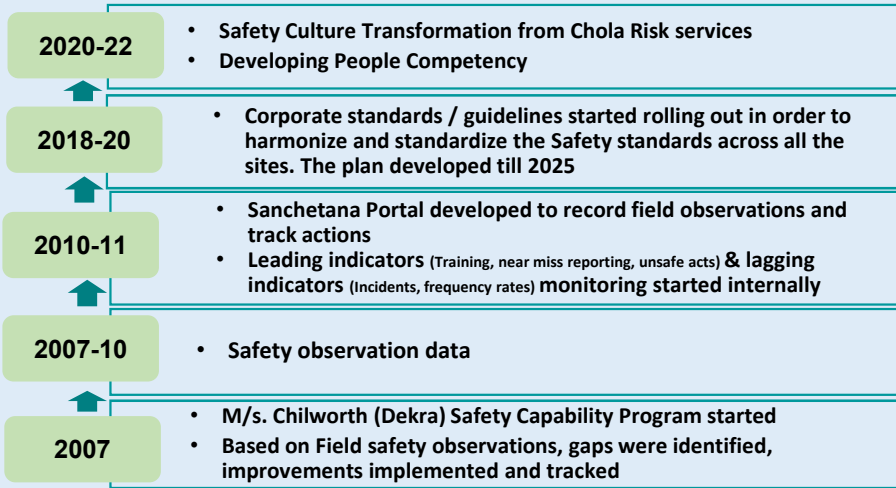 2020-22
• Safety Culture Transformation from Chola Risk services
• Developing People Competency
2018-20
• Corporate standards / guidelines started rolling out in order to
harmonize and standardize the Safety standards across all the
sites. The plan developed till 2025
2010-11
• Sanchetana Portal developed to record field observations and
track actions
• Leading indicators (Training, near miss reporting, unsafe acts) & lagging
indicators (Incidents, frequency rates) monitoring started internally
2007-10
• Safety observation data
2007
• M/s. Chilworth (Dekra) Safety Capability Program started
• Based on Field safety observations, gaps were identified,
improvements implemented and tracked